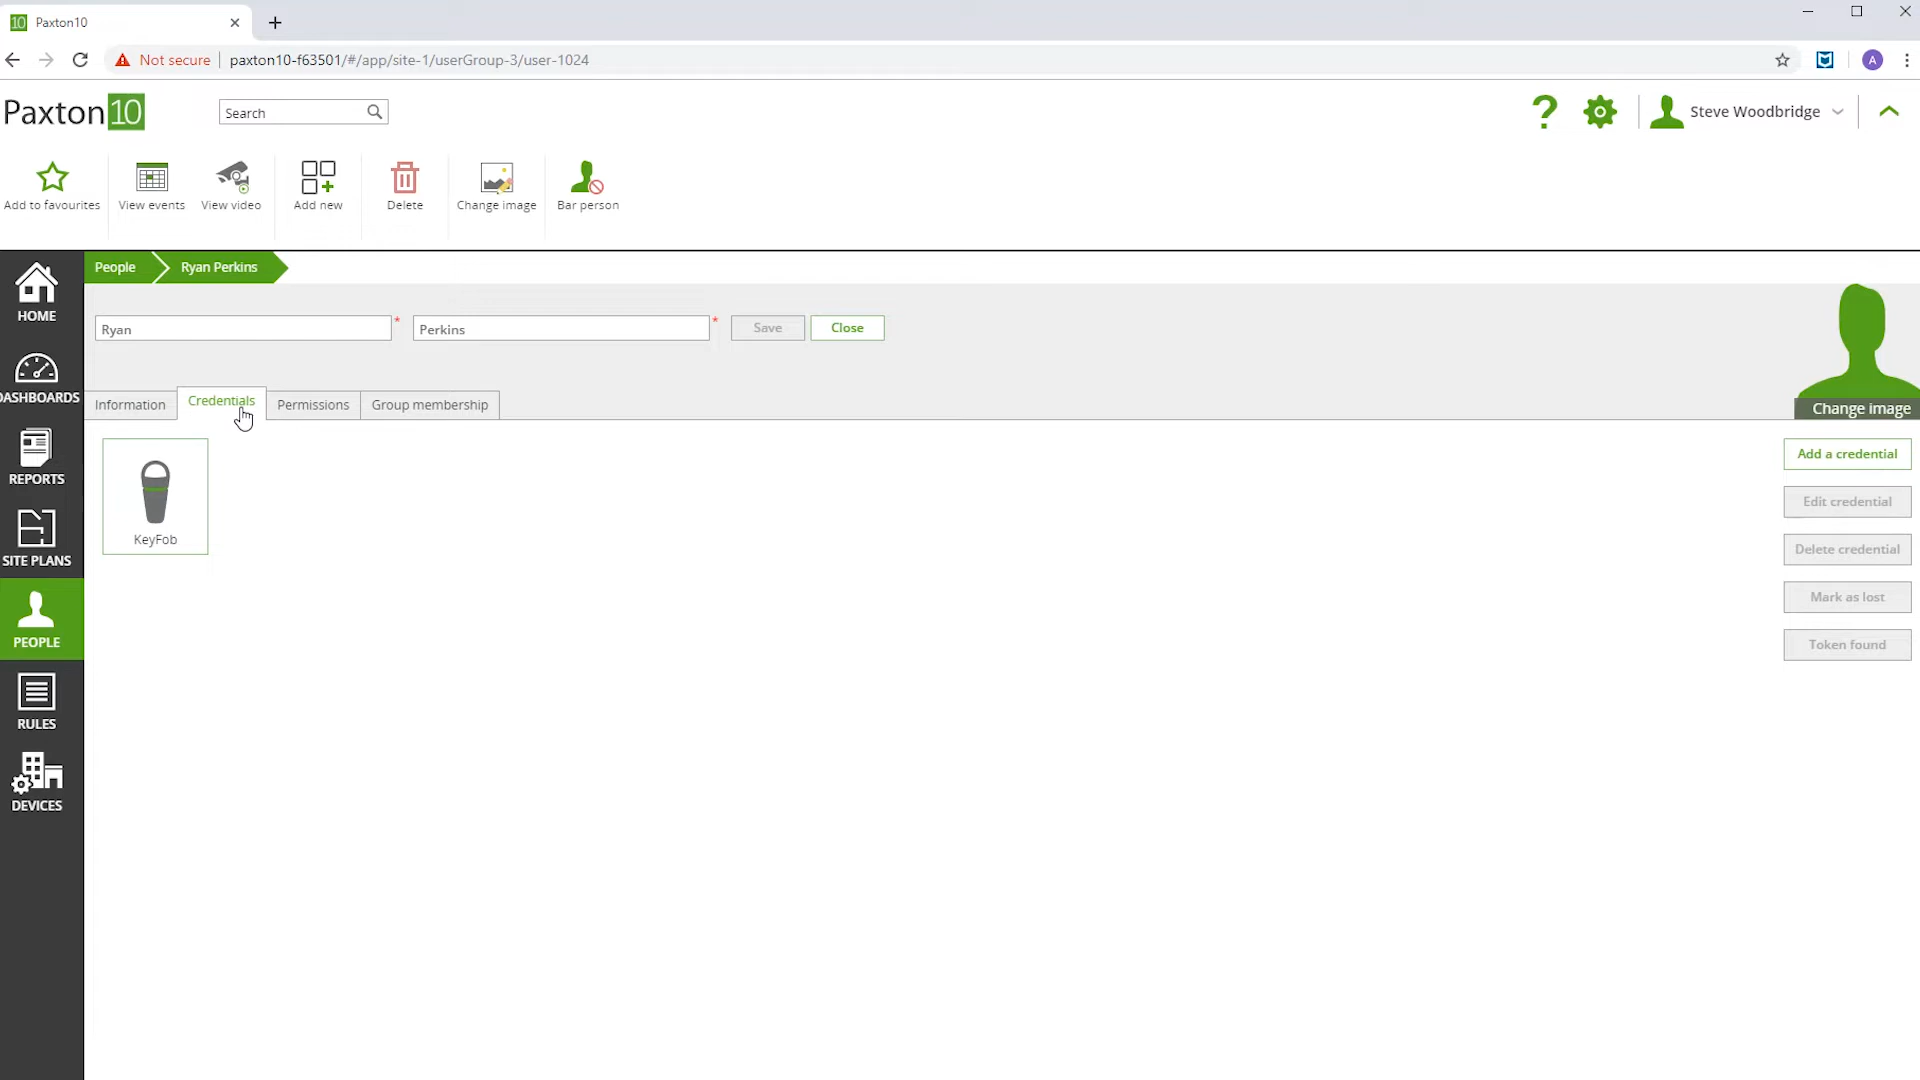 10 Paxton10
Not secure paxton10-f63501/#/app/site-1/userGroup-3/user-1024 A
Paxton 10 Search ? Steve Woodbridge
Add to favourites View events View video Add new Delete Change image Bar person
People Ryan Perkins
HOME
Ryan * Perkins * Save Close
DASHBOARDS
Information Credentials Permissions Group membership
Change image
KeyFob
Add a credential
Edit credential
Delete credential
Mark as lost
Token found
REPORTS
SITE PLANS
PEOPLE
RULES
DEVICES